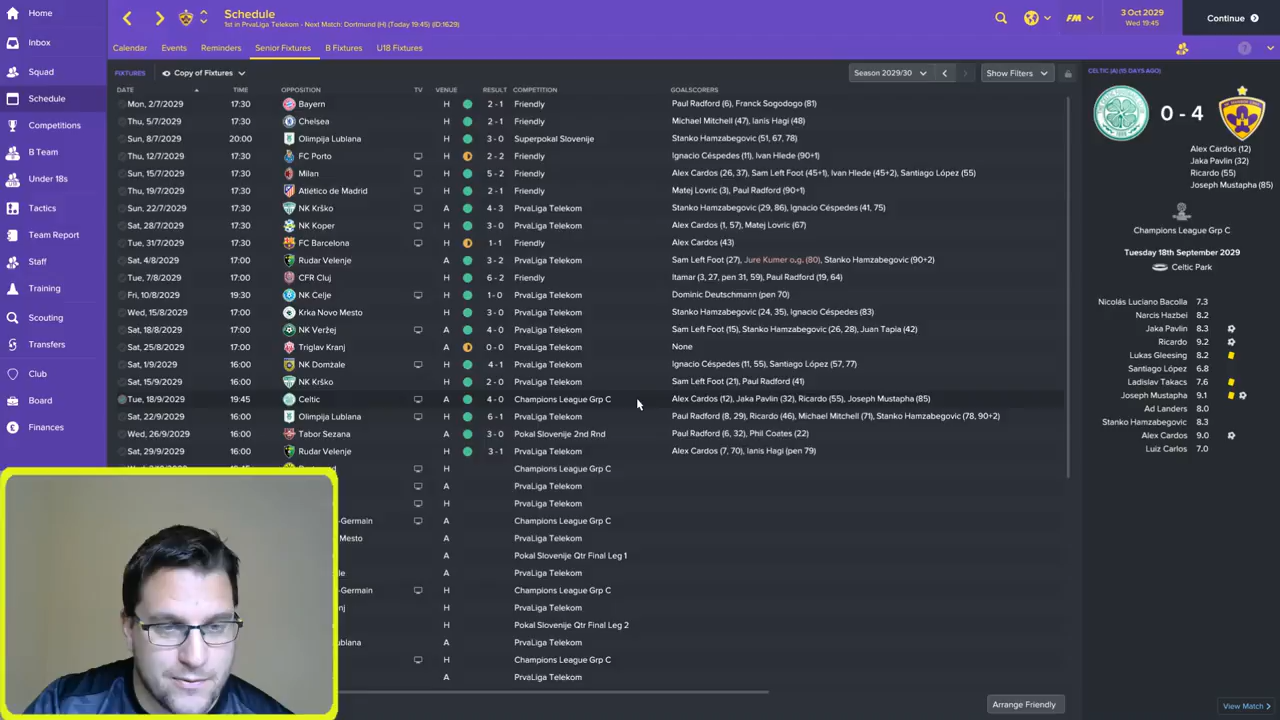 Home
Inbox
Squad
Schedule
Competitions
B Team
Under 18s
Tactics
Team Report
Staff
Training
Scouting
Transfers
Club
Board
Finances
Schedule
1st in PrvaLiga Telekom - Next Match: Dortmund (H) (Today 19:45) (ID:1629)
FM
3 Oct 2029
Wed 19:45
Continue
Calendar Events Reminders Senior Fixtures B Fixtures U18 Fixtures
FIXTURES Copy of Fixtures Season 2029/30 Show Filters
DATE TIME OPPOSITION TV VENUE RESULT COMPETITION GOALSCORERS
Mon, 2/7/2029 17:30 Bayern H 2 - 1 Friendly Paul Radford (6), Franck Sogodogo (81)
Thu, 5/7/2029 17:30 Chelsea H 2 - 1 Friendly Michael Mitchell (47), Ianis Hagi (48)
Sun, 8/7/2029 20:00 Olimpija Lublana H 3 - 0 Superpokal Slovenije Stanko Hamzabegovic (51, 67, 78)
Thu, 12/7/2029 17:30 FC Porto H 2 - 2 Friendly Ignacio Céspedes (11), Ivan Hlede (90+1)
Sun, 15/7/2029 17:30 Milan H 5 - 2 Friendly Alex Cardos (26, 37), Sam Left Foot (45+1), Ivan Hlede (45+2), Santiago López (55)
Thu, 19/7/2029 17:30 Atlético de Madrid H 2 - 1 Friendly Matej Lovric (3), Paul Radford (90+1)
Sun, 22/7/2029 17:30 NK Krško A 4 - 3 PrvaLiga Telekom Stanko Hamzabegovic (29, 86), Ignacio Céspedes (41, 75)
Sat, 28/7/2029 17:30 NK Koper H 3 - 0 PrvaLiga Telekom Alex Cardos (1, 57), Matej Lovric (67)
Tue, 31/7/2029 17:30 FC Barcelona H 1 - 1 Friendly Alex Cardos (43)
Sat, 4/8/2029 17:00 Rudar Velenje A 3 - 2 PrvaLiga Telekom Sam Left Foot (27), Jure Kumer o.g. (80), Stanko Hamzabegovic (90+2)
Tue, 7/8/2029 17:00 CFR Cluj H 6 - 2 Friendly Itamar (3, 27, pen 31, 59), Paul Radford (19, 64)
Fri, 10/8/2029 19:30 NK Celje H 1 - 0 PrvaLiga Telekom Dominic Deutschmann (pen 70)
Wed, 15/8/2029 17:00 Krka Novo Mesto H 3 - 0 PrvaLiga Telekom Stanko Hamzabegovic (24, 35), Ignacio Céspedes (83)
Sat, 18/8/2029 17:00 NK Veržej A 4 - 0 PrvaLiga Telekom Sam Left Foot (15), Stanko Hamzabegovic (26, 28), Juan Tapia (42)
Sat, 25/8/2029 17:00 Triglav Kranj A 0 - 0 PrvaLiga Telekom None
Sat, 1/9/2029 16:00 NK Domžale H 4 - 1 PrvaLiga Telekom Ignacio Céspedes (11, 55), Santiago López (57, 77)
Sat, 15/9/2029 16:00 NK Krško H 2 - 0 PrvaLiga Telekom Sam Left Foot (21), Paul Radford (41)
Tue, 18/9/2029 19:45 Celtic A 4 - 0 Champions League Grp C Alex Cardos (12), Jaka Pavlin (32), Ricardo (55), Joseph Mustapha (85)
Sat, 22/9/2029 16:00 Olimpija Lublana H 6 - 1 PrvaLiga Telekom Paul Radford (8, 29), Ricardo (46), Michael Mitchell (71), Stanko Hamzabegovic (78, 90+2)
Wed, 26/9/2029 16:00 Tabor Sezana A 3 - 0 Pokal Slovenije 2nd Rnd Paul Radford (6, 32), Phil Coates (22)
Sat, 29/9/2029 16:00 Rudar Velenje H 3 - 1 PrvaLiga Telekom Alex Cardos (7, 70), Ianis Hagi (pen 79)
H Champions League Grp C
A PrvaLiga Telekom
H PrvaLiga Telekom
-Germain A Champions League Grp C
Mesto A PrvaLiga Telekom
A Pokal Slovenije Qtr Final Leg 1
le A PrvaLiga Telekom
-Germain H Champions League Grp C
nj H PrvaLiga Telekom
H Pokal Slovenije Qtr Final Leg 2
ublana A PrvaLiga Telekom
H Champions League Grp C
A PrvaLiga Telekom
Arrange Friendly
CELTIC (A) (15 DAYS AGO)
0 - 4
Alex Cardos (12)
Jaka Pavlin (32)
Ricardo (55)
Joseph Mustapha (85)
Champions League Grp C
Tuesday 18th September 2029
Celtic Park
Nicolás Luciano Bacolla 7.3
Narcis Hazbei 8.2
Jaka Pavlin 8.3
Ricardo 9.2
Lukas Gleesing 8.2
Santiago López 6.8
Ladislav Takacs 7.6
Joseph Mustapha 9.1
Ad Landers 8.0
Stanko Hamzabegovic 8.3
Alex Cardos 9.0
Luiz Carlos 7.0
View Match